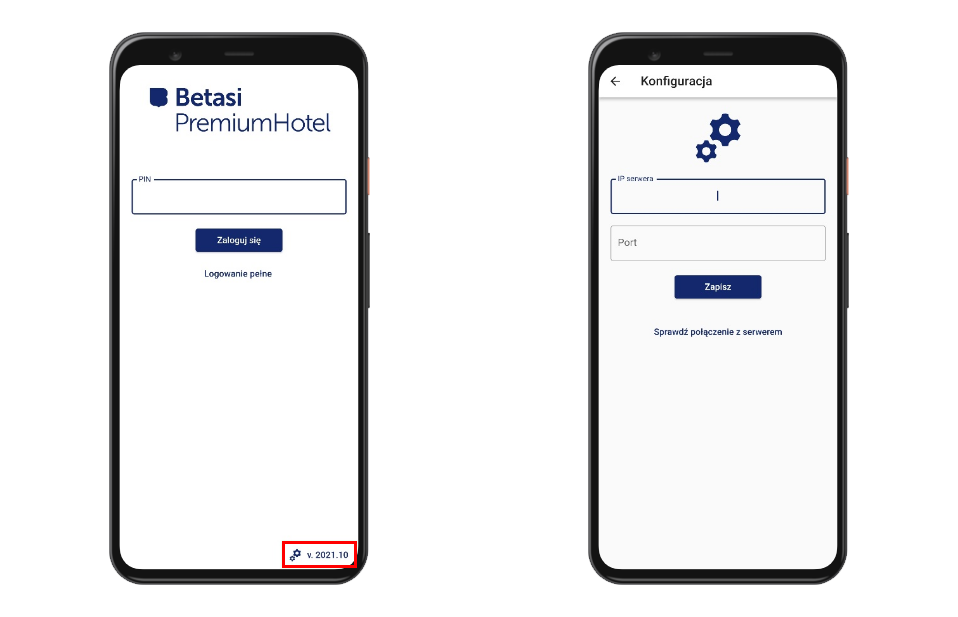 Betasi
PremiumHotel
PIN
Zaloguj się
Logowanie pełne
v. 2021.10
Konfiguracja
IP serwera
Port
Zapisz
Sprawdź połączenie z serwerem